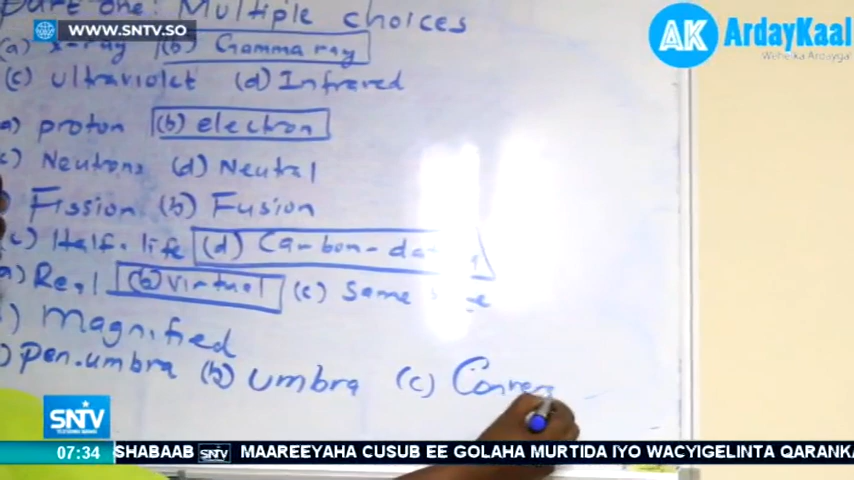 part one: Multiple choices
WWW.SNTV.SO
AK ArdayKaal
(a) x-ray (b) Gamma ray
(c) Ultraviolet (d) Infrared
a) proton (b) electron
c) Neutrons (d) Neutral
Fission (b) Fusion
(c) Half-life (d) Carbon-da
a) Real (b) virtual (c) Same
) Magnified
) Pen.umbra (b) Umbra (c) Conver
SNTV
07:34 SHABAAB SNTV MAAREEYAHA CUSUB EE GOLAHA MURTIDA IYO WACYIGELINTA QARANKA